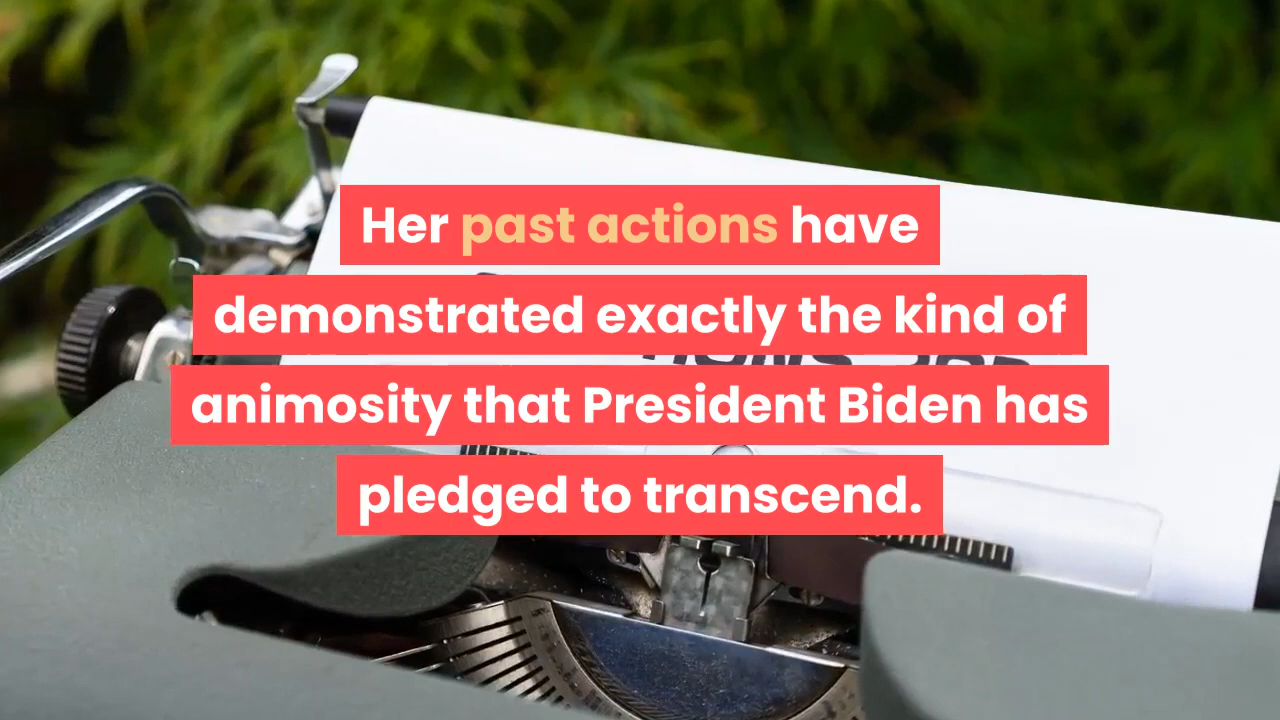 Her past actions have
demonstrated exactly the kind of
animosity that President Biden has
pledged to transcend.